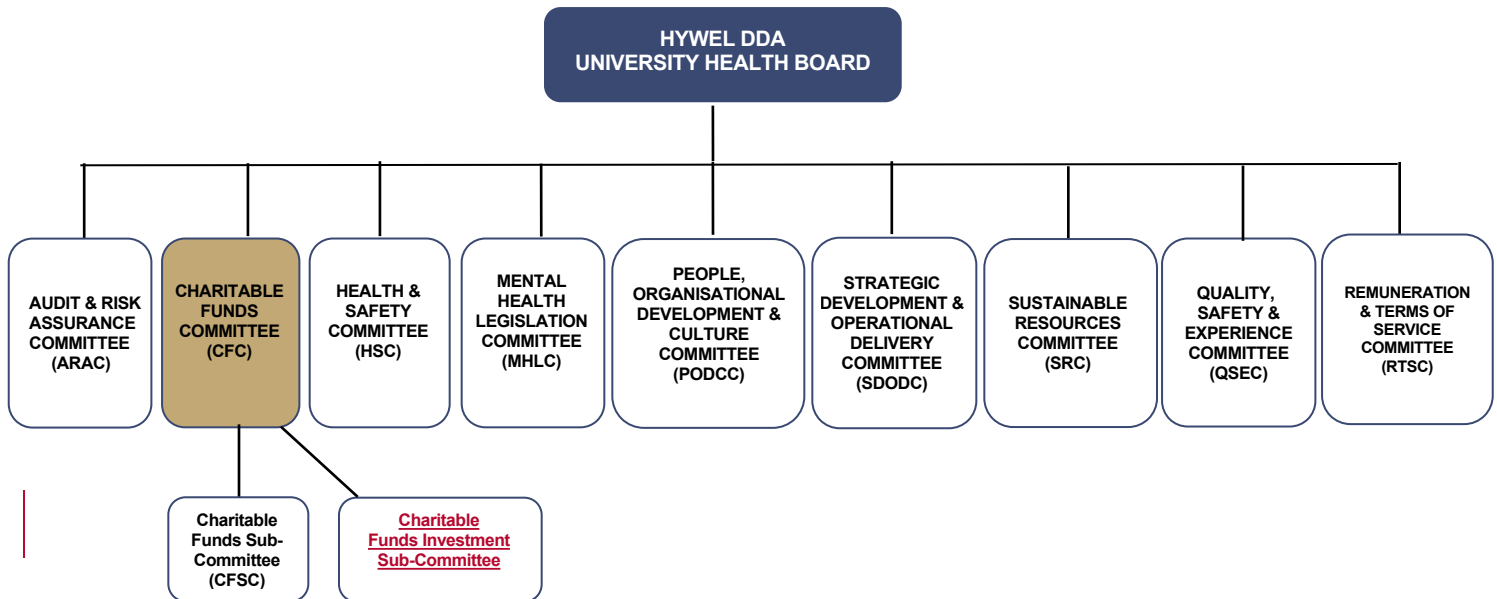 HYWEL DDA
UNIVERSITY HEALTH BOARD
AUDIT & RISK
ASSURANCE
COMMITTEE
(ARAC)
CHARITABLE
FUNDS
COMMITTEE
(CFC)
HEALTH &
SAFETY
COMMITTEE
(HSC)
MENTAL
HEALTH
LEGISLATION
COMMITTEE
(MHLC)
PEOPLE,
ORGANISATIONAL
DEVELOPMENT &
CULTURE
COMMITTEE
(PODCC)
STRATEGIC
DEVELOPMENT &
OPERATIONAL
DELIVERY
COMMITTEE
(SDODC)
SUSTAINABLE
RESOURCES
COMMITTEE
(SRC)
QUALITY,
SAFETY &
EXPERIENCE
COMMITTEE
(QSEC)
REMUNERATION
& TERMS OF
SERVICE
COMMITTEE
(RTSC)
Charitable
Funds Sub-
Committee
(CFSC)
Charitable
Funds Investment
Sub-Committee